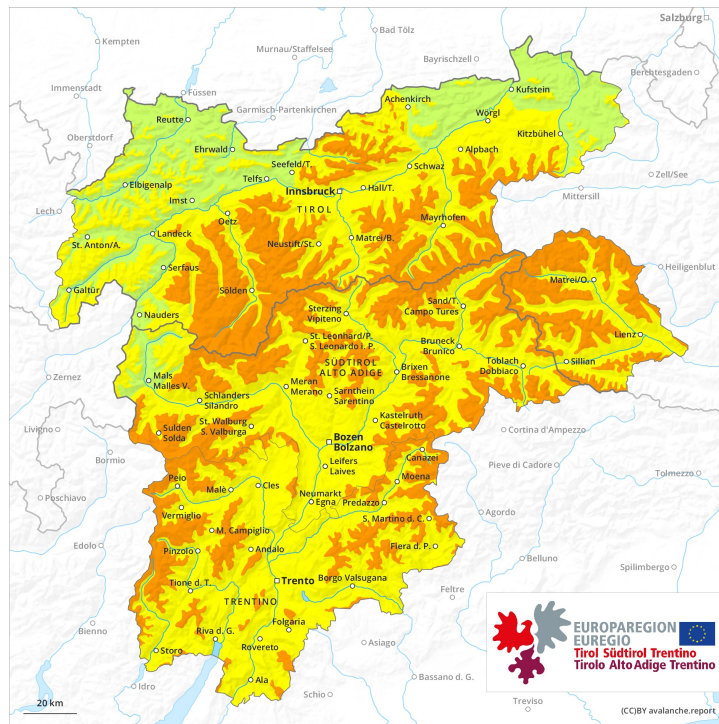 Salzburg
Kempten
Bad Tölz
Murnau/Staffelsee
Bayrischzell
Berchtesgaden
Immenstadt
Füssen
Garmisch-Partenkirchen
Achenkirch
Kufstein
Reutte
Wörgl
Oberstdorf
Ehrwald
Kitzbühel
Seefeld/T.
Alpbach
Telfs
Schwaz
Zell/See
Elbigenalp
Innsbruck
Hall/T.
Imst
Mittersill
Lech
TIROL
Oetz
Mayrhofen
Landeck
St. Anton/A.
Neustift/St.
Matrei/B.
Serfaus
Heiligenblut
Matrei/O.
Galtür
Sölden
Nauders
Sterzing
Vipiteno
Sand/T.
Campo Tures
Lienz
St. Leonhard/P.
S. Leonardo i. P.
Bruneck
Brunico
Sillian
Toblach
Dobbiaco
SÜDTIROL
ALTO ADIGE
Brixen
Bressanone
Zernez
Mals
Malles V.
Meran
Merano
Sarnthein
Sarentino
Schlanders
Silandro
Kastelruth
Castelrotto
St. Walburg
S. Valburga
Livigno
Sulden
Solda
Cortina d'Ampezzo
Bozen
Bolzano
Canazei
Bormio
Pieve di Cadore
Leifers
Laives
Tolmezzo
Peio
Moena
Poschiavo
Malè
Cles
Neumarkt
Egna
Predazzo
Vermiglio
Agordo
S. Martino d. C.
M. Campiglio
Edolo
Pinzolo
Andalo
Fiera d. P.
Belluno
Spilimbergo
Trento
Borgo Valsugana
Tione d. T.
Feltre
TRENTINO
Bienno
Folgaria
Riva d. G.
Asiago
Storo
Rovereto
Bassano d. G.
Ala
Idro
Schio
Treviso
EUROPAREGION
EUREGIO
Tirol Südtirol Trentino
Tirolo Alto Adige Trentino
20 km
(CC)BY avalanche.report